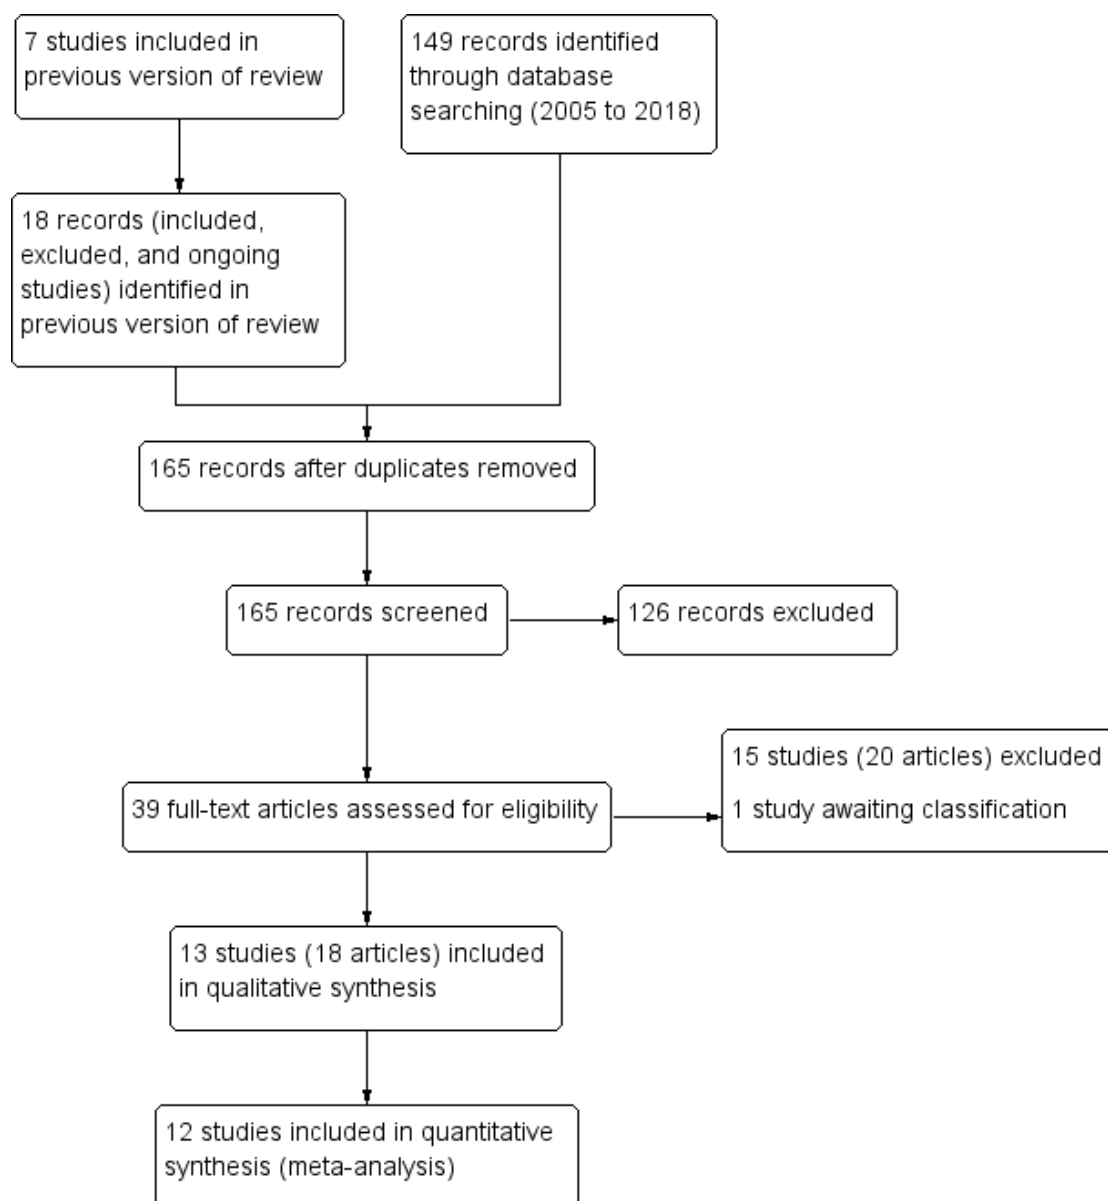 7 studies included in
previous version of review
149 records identified
through database
searching (2005 to 2018)
18 records (included,
excluded, and ongoing
studies) identified in
previous version of review
165 records after duplicates removed
165 records screened
126 records excluded
39 full-text articles assessed for eligibility
15 studies (20 articles) excluded
1 study awaiting classification
13 studies (18 articles) included
in qualitative synthesis
12 studies included in quantitative
synthesis (meta-analysis)